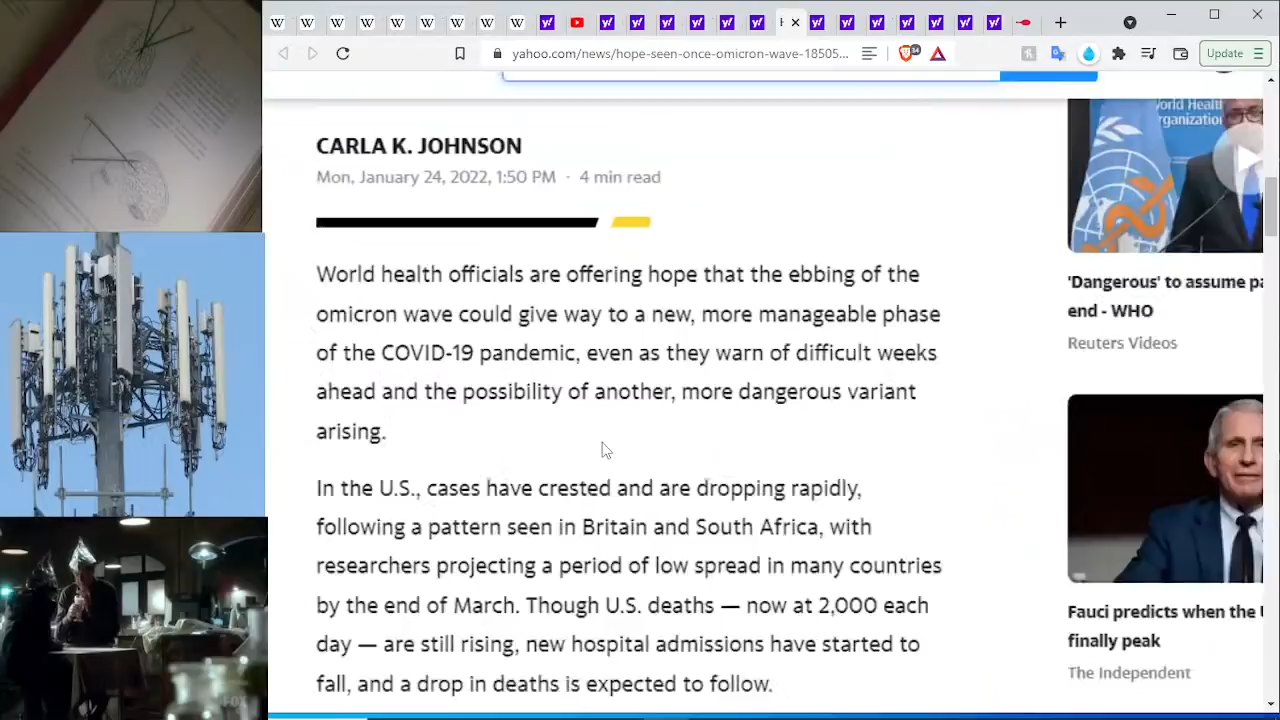 yahoo.com/news/hope-seen-once-omicron-wave-18505...
34
Update
CARLA K. JOHNSON
Mon, January 24, 2022, 1:50 PM · 4 min read
World health officials are offering hope that the ebbing of the
omicron wave could give way to a new, more manageable phase
of the COVID-19 pandemic, even as they warn of difficult weeks
ahead and the possibility of another, more dangerous variant
arising.
In the U.S., cases have crested and are dropping rapidly,
following a pattern seen in Britain and South Africa, with
researchers projecting a period of low spread in many countries
by the end of March. Though U.S. deaths — now at 2,000 each
day — are still rising, new hospital admissions have started to
fall, and a drop in deaths is expected to follow.
World Health
Organization
'Dangerous' to assume pa
end - WHO
Reuters Videos
Fauci predicts when the
finally peak
The Independent
FOX